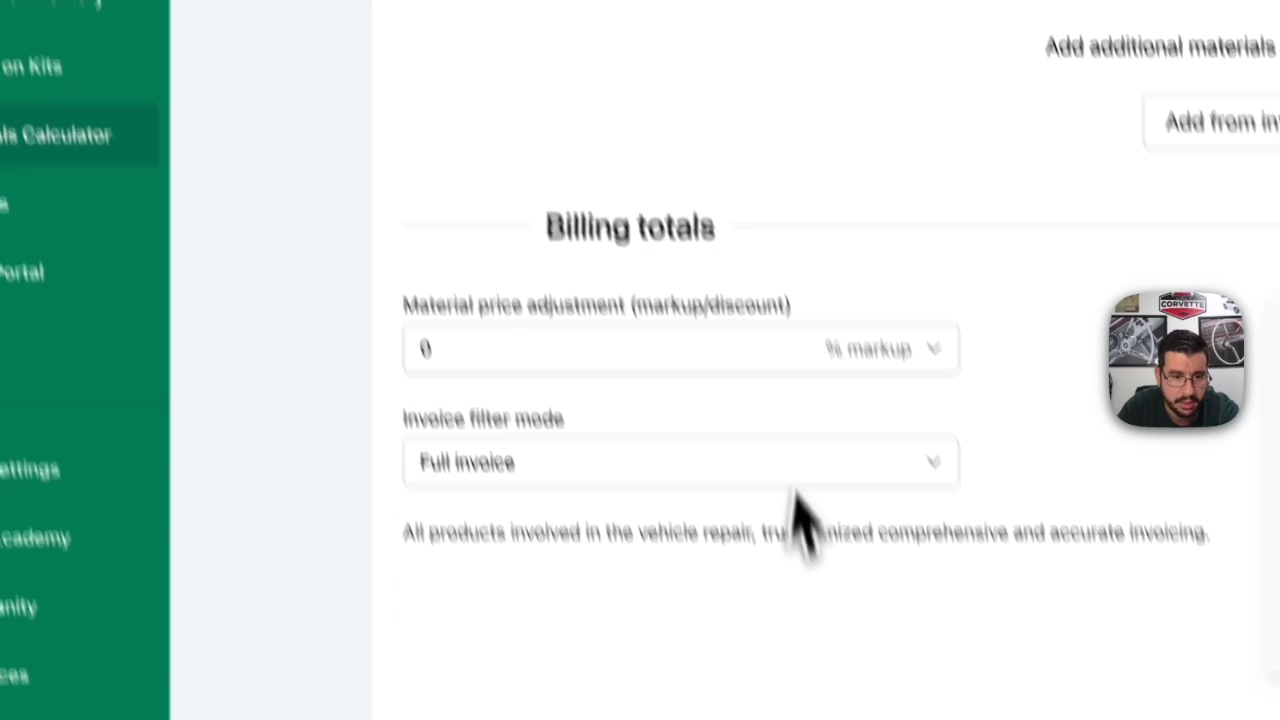 Add additional materials
on Kits
Add from in
ls Calculator
s
Billing totals
Portal
Material price adjustment (markup/discount)
CORVETTE
0
% markup
Invoice filter mode
Full invoice
ettings
All products involved in the vehicle repair, comprehensive and accurate invoicing.
cademy
anity
ces